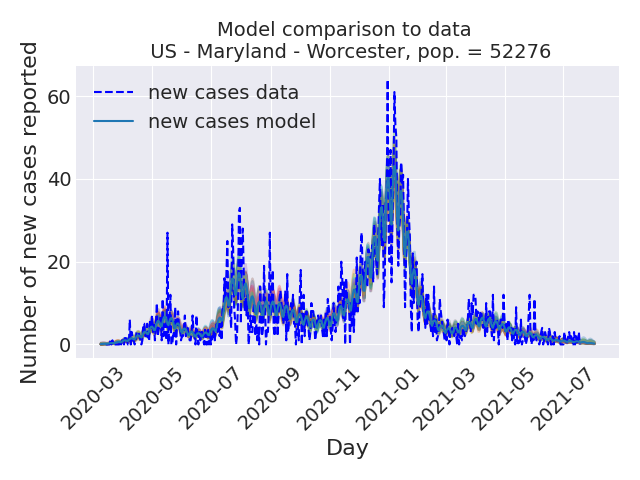 Model comparison to data
US - Maryland - Worcester, pop. = 52276
Number of new cases reported
60
40
20
0
new cases data
new cases model
2020-03
2020-05
2020-07
2020-09
2020-11
2021-01
2021-03
2021-05
2021-07
Day